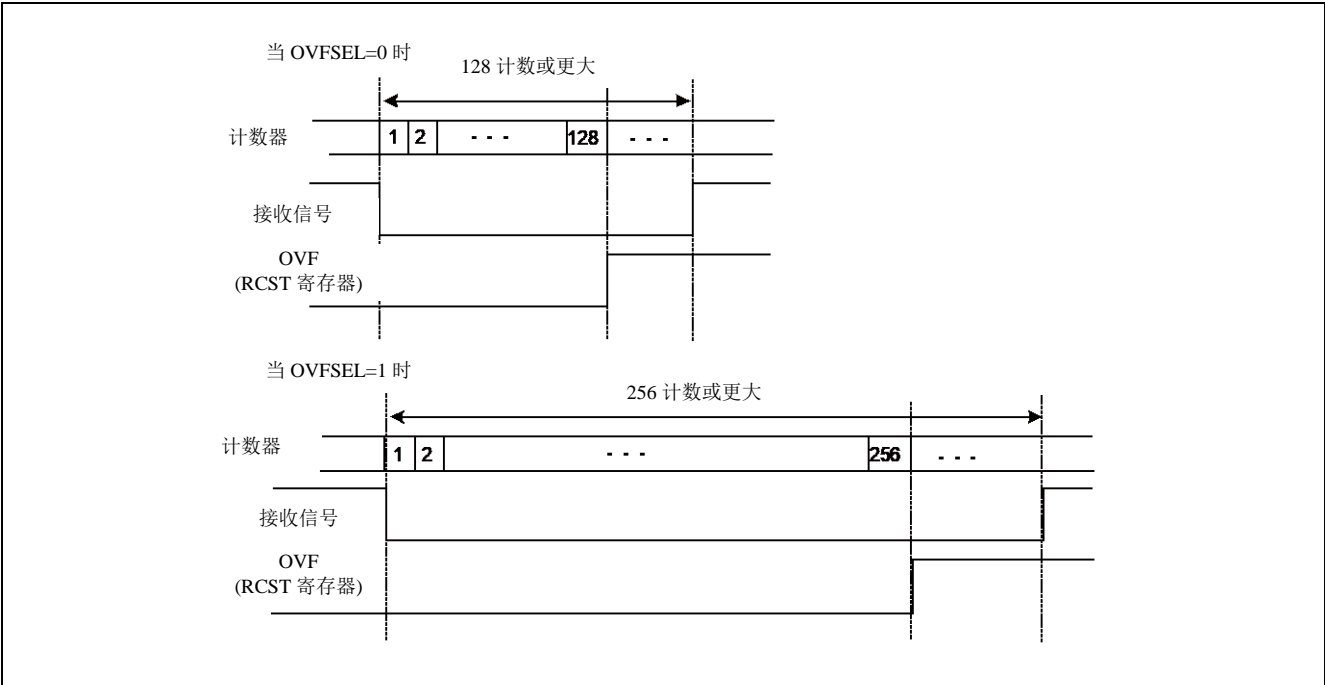 当 OVFSEL=0 时
128 计数或更大
计数器
1 2 - - - 128 - - -
接收信号
OVF
(RCST 寄存器)
当 OVFSEL=1 时
256 计数或更大
计数器
1 2 - - - 256 - - -
接收信号
OVF
(RCST 寄存器)